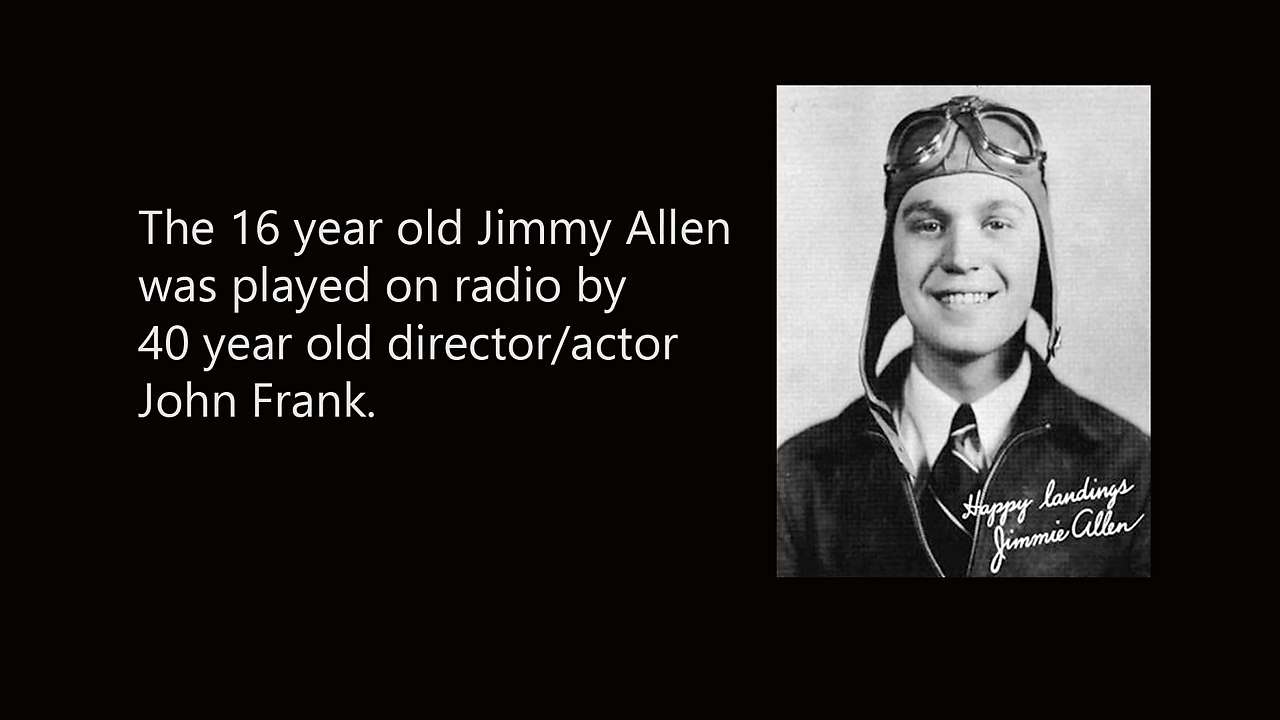 The 16 year old Jimmy Allen
was played on radio by
40 year old director/actor
John Frank.
Happy landings
Jimmie Allen